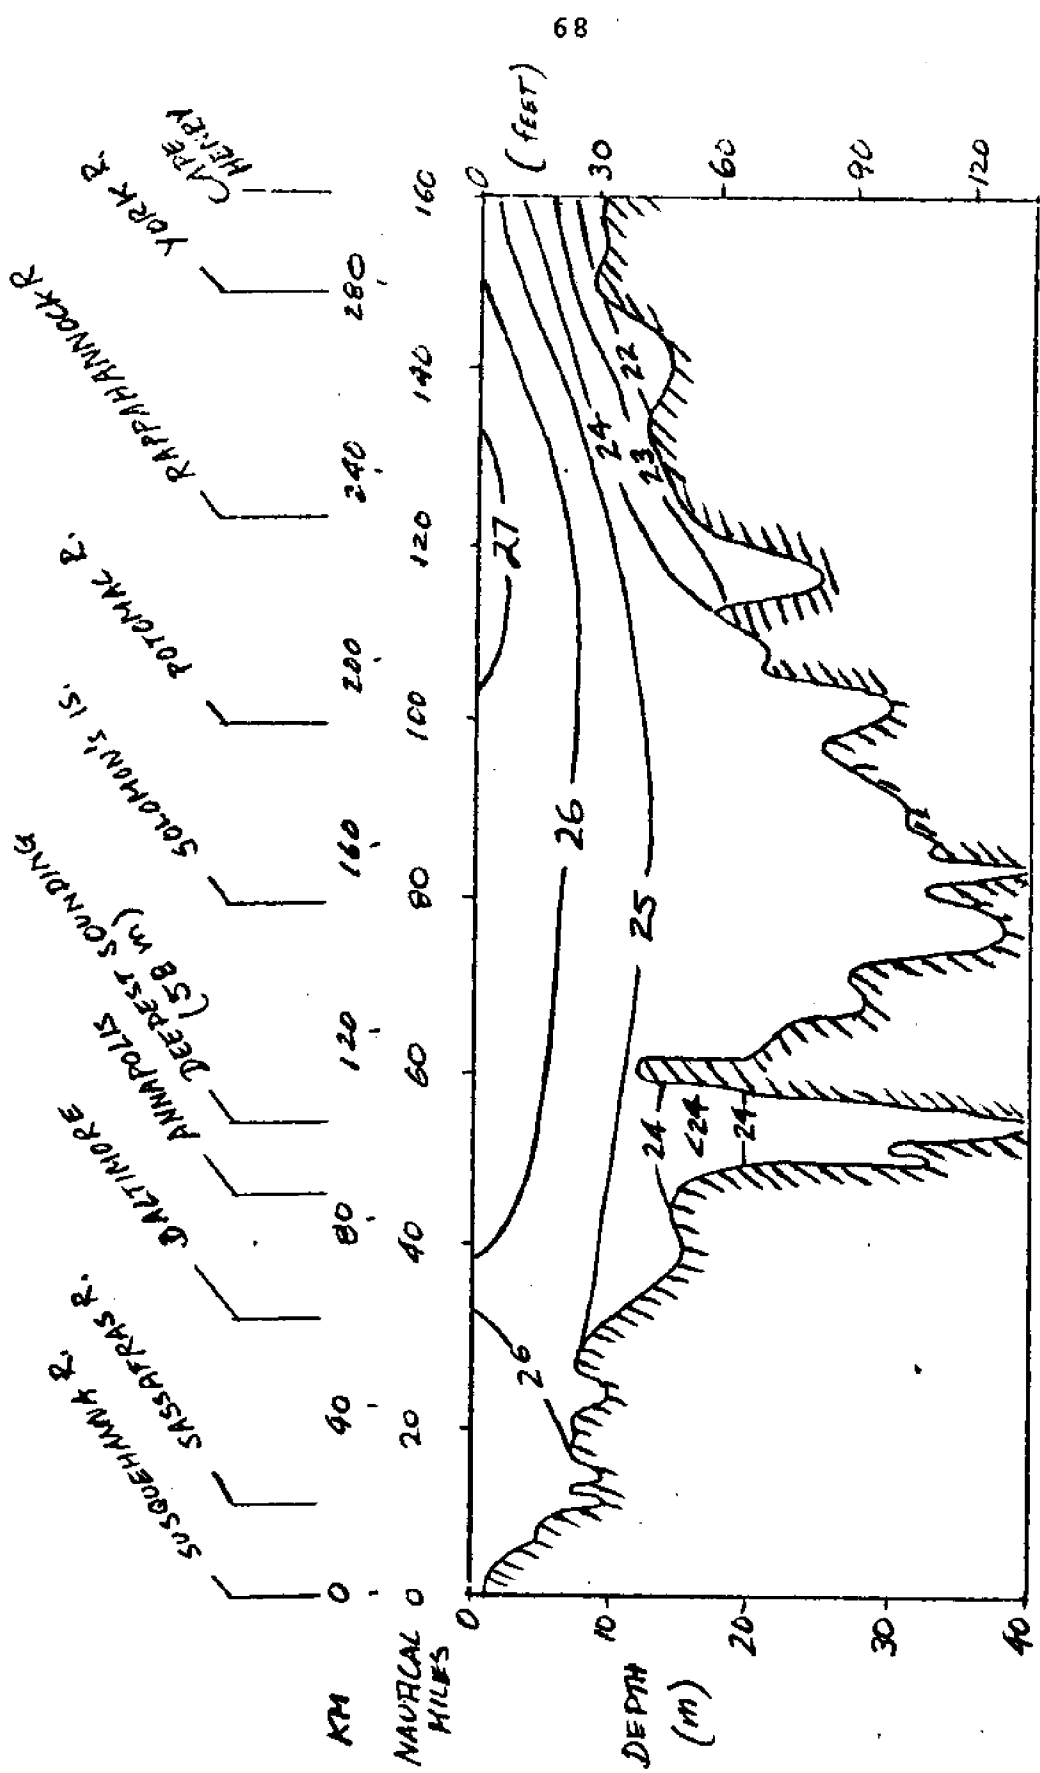 68
SUSQUEHANNA R.
SASSAFRAS R.
BALTIMORE
ANNAPOLIS
DEEPEST SOUNDING
(58 m)
SOLOMON'S IS.
POTOMAC R.
RAPPAHANNOCK R
YORK R.
CAPE
HENRY
KM 0 40 80 120 160 200 240 280
NAUTICAL
MILES
0 20 40 60 80 100 120 140 160
DEPTH
(m)
0
10
20
30
40
0
(FEET)
30
60
90
120
26
26
25
24
<24
24
27
24
23
22